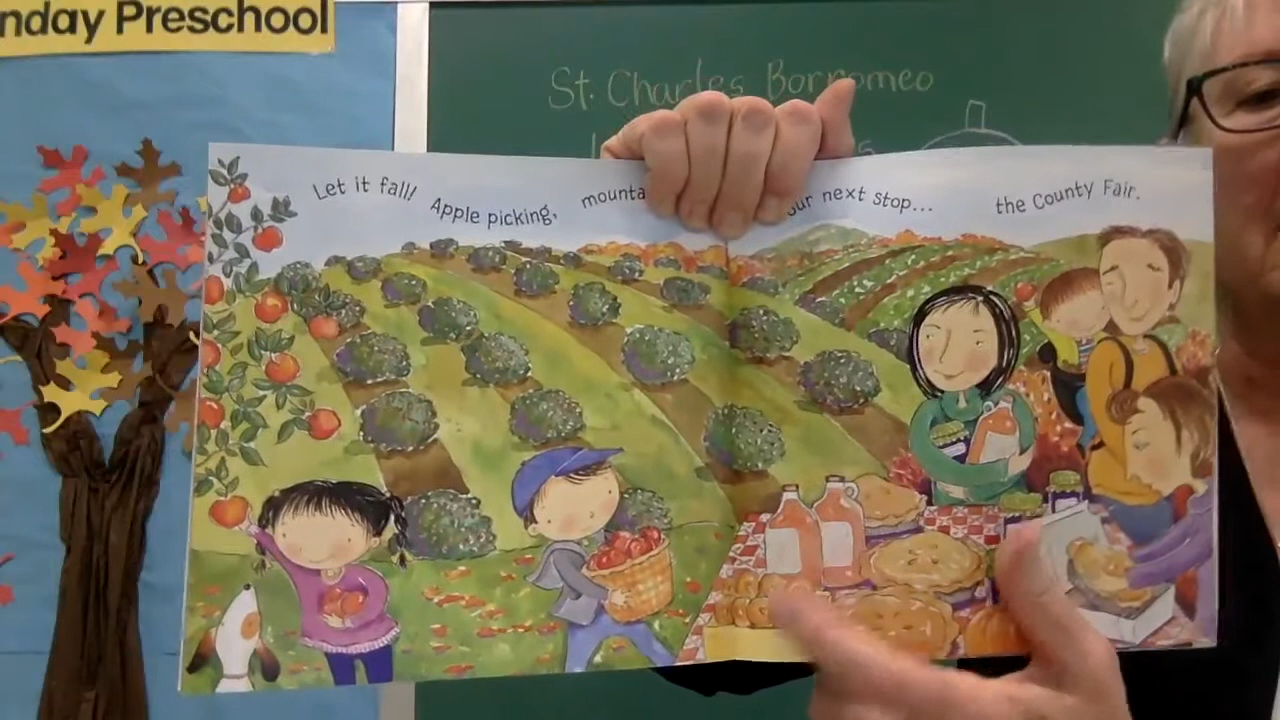 nday Preschool
St. Charles Borromeo
Let it fall! Apple picking, mounta
ur next stop... the County Fair.